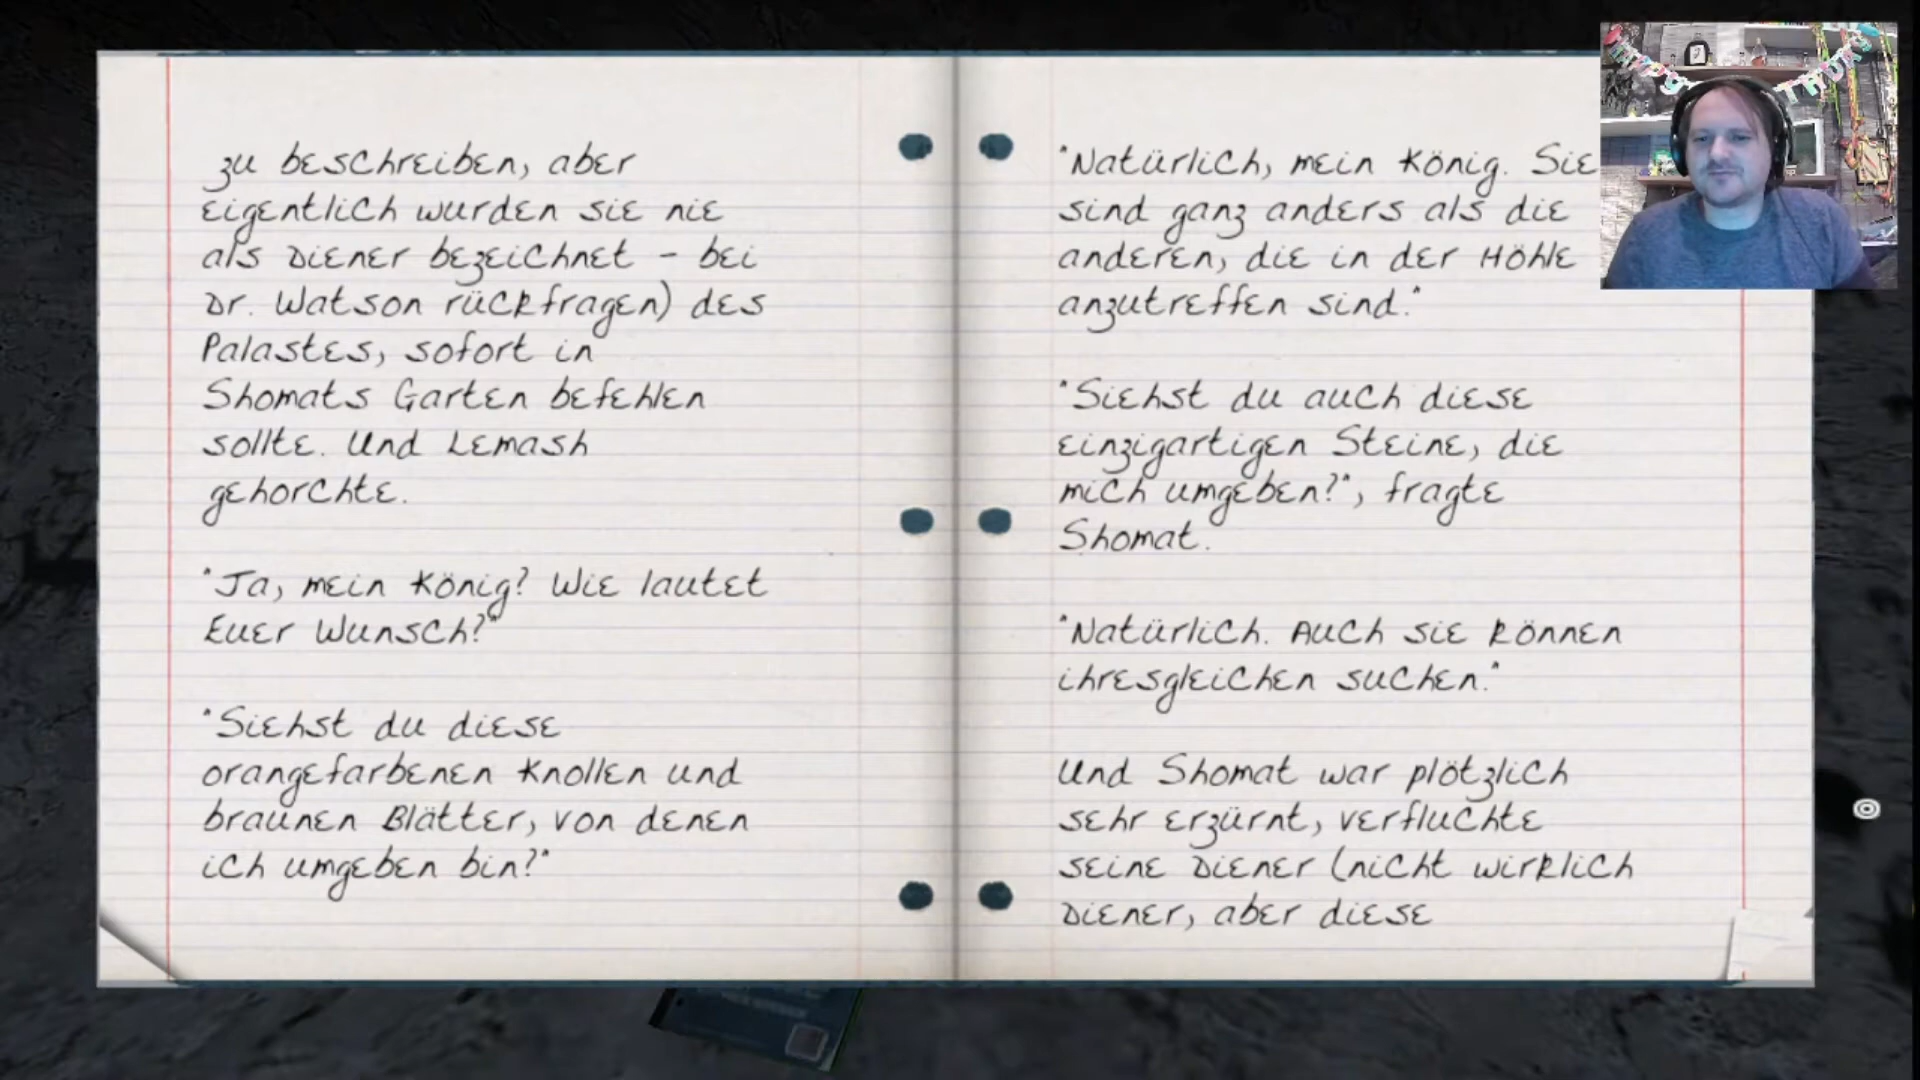 zu beschreiben, aber
eigentlich wurden sie nie
als Diener bezeichnet - bei
Dr. Watson rückfragen) des
Palastes, sofort in
Shomats Garten befehlen
sollte. Und Lemash
gehorchte.
"Ja, mein König? Wie lautet
Euer Wunsch?"
"Siehst du diese
orangefarbenen Knollen und
braunen Blätter, von denen
ich umgeben bin?"
"Natürlich, mein König. Sie
sind ganz anders als die
anderen, die in der Höhle
anzutreffen sind."
"Siehst du auch diese
einzigartigen Steine, die
mich umgeben?", fragte
Shomat.
"Natürlich. Auch sie können
ihresgleichen suchen."
Und Shomat war plötzlich
sehr erzürnt, verfluchte
seine Diener (nicht wirklich
Diener, aber diese